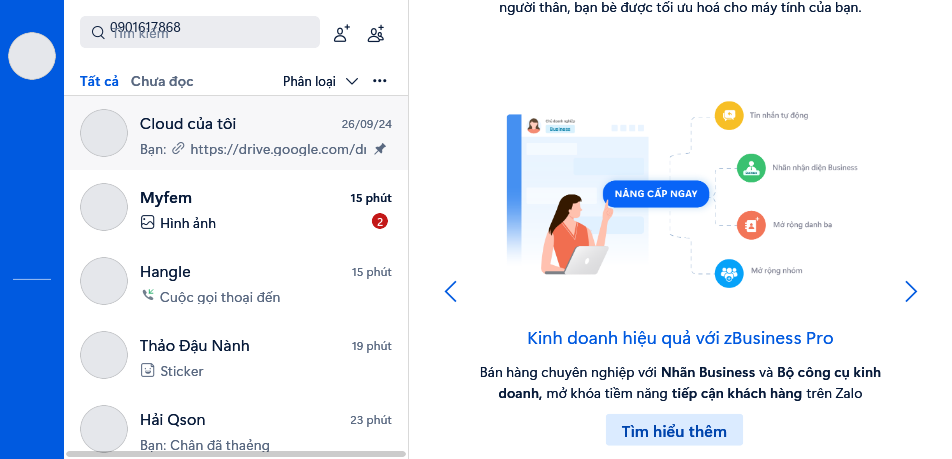 người thân, bạn bè được tối ưu hoá cho máy tính của bạn.
0901617868
Tìm kiếm
Tất cả Chưa đọc Phân loại
Cloud của tôi 26/09/24
Bạn: https://drive.google.com/dr
Myfem 15 phút
Hình ảnh 2
Hangle 15 phút
Cuộc gọi thoại đến
Thảo Đậu Nành 19 phút
Sticker
Hải Qson 23 phút
Bạn: Chân đã thaẻng
Chủ doanh nghiệp
Business
NÂNG CẤP NGAY
Tin nhắn tự động
Nhãn nhận diện Business
Mở rộng danh bạ
Mở rộng nhóm
Kinh doanh hiệu quả với zBusiness Pro
Bán hàng chuyên nghiệp với Nhãn Business và Bộ công cụ kinh
doanh, mở khóa tiềm năng tiếp cận khách hàng trên Zalo
Tìm hiểu thêm